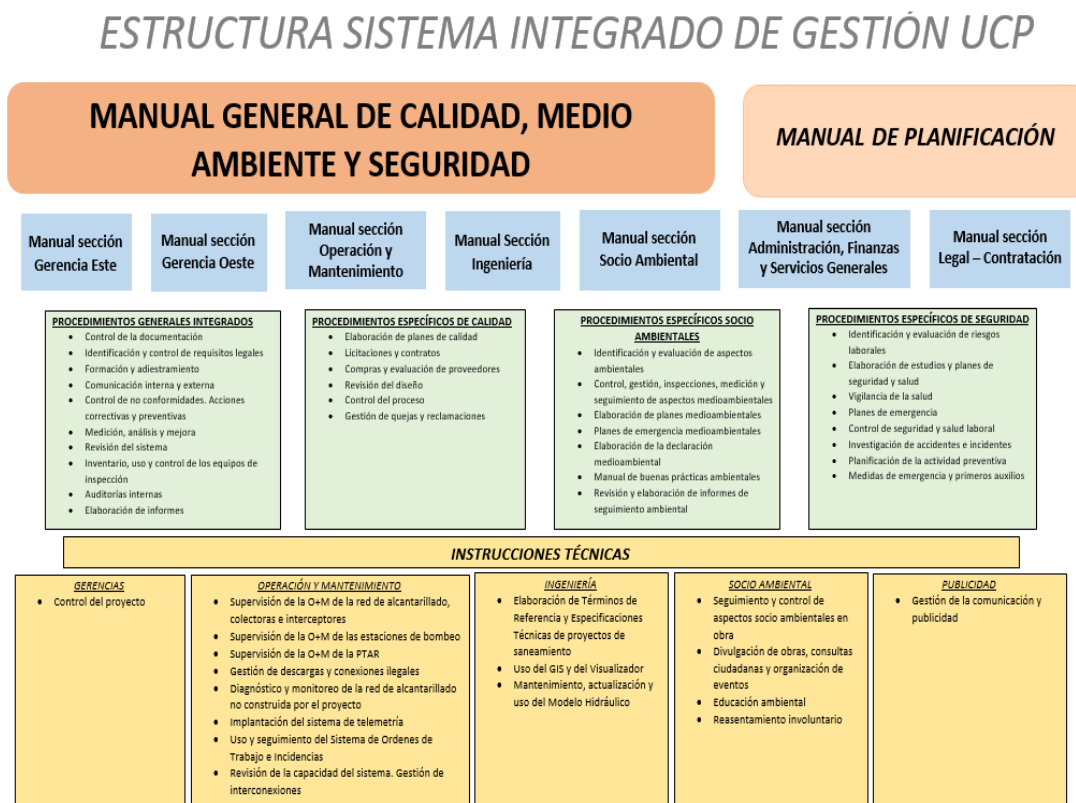 ESTRUCTURA SISTEMA INTEGRADO DE GESTIÓN UCP
MANUAL GENERAL DE CALIDAD, MEDIO
AMBIENTE Y SEGURIDAD
MANUAL DE PLANIFICACIÓN
Manual sección
Gerencia Este
Manual sección
Gerencia Oeste
Manual sección
Operación y
Mantenimiento
Manual Sección
Ingeniería
Manual sección
Socio Ambiental
Manual sección
Administración, Finanzas
y Servicios Generales
Manual sección
Legal – Contratación
PROCEDIMIENTOS GENERALES INTEGRADOS
• Control de la documentación
• Identificación y control de requisitos legales
• Formación y adiestramiento
• Comunicación interna y externa
• Control de no conformidades. Acciones
correctivas y preventivas
• Medición, análisis y mejora
• Revisión del sistema
• Inventario, uso y control de los equipos de
inspección
• Auditorías internas
• Elaboración de informes
PROCEDIMIENTOS ESPECÍFICOS DE CALIDAD
• Elaboración de planes de calidad
• Licitaciones y contratos
• Compras y evaluación de proveedores
• Revisión del diseño
• Control del proceso
• Gestión de quejas y reclamaciones
PROCEDIMIENTOS ESPECÍFICOS SOCIO
AMBIENTALES
• Identificación y evaluación de aspectos
ambientales
• Control, gestión, inspecciones, medición y
seguimiento de aspectos medioambientales
• Elaboración de planes medioambientales
• Planes de emergencia medioambientales
• Elaboración de la declaración
medioambiental
• Manual de buenas prácticas ambientales
• Revisión y elaboración de informes de
seguimiento ambiental
PROCEDIMIENTOS ESPECÍFICOS DE SEGURIDAD
• Identificación y evaluación de riesgos
laborales
• Elaboración de estudios y planes de
seguridad y salud
• Vigilancia de la salud
• Planes de emergencia
• Control de seguridad y salud laboral
• Investigación de accidentes e incidentes
• Planificación de la actividad preventiva
• Medidas de emergencia y primeros auxilios
INSTRUCCIONES TÉCNICAS
GERENCIAS
• Control del proyecto
OPERACIÓN Y MANTENIMIENTO
• Supervisión de la O+M de la red de alcantarillado,
colectoras e interceptores
• Supervisión de la O+M de las estaciones de bombeo
• Supervisión de la O+M de la PTAR
• Gestión de descargas y conexiones ilegales
• Diagnóstico y monitoreo de la red de alcantarillado
no construida por el proyecto
• Implantación del sistema de telemetría
• Uso y seguimiento del Sistema de Ordenes de
Trabajo e Incidencias
• Revisión de la capacidad del sistema. Gestión de
interconexiones
INGENIERÍA
• Elaboración de Términos de
Referencia y Especificaciones
Técnicas de proyectos de
saneamiento
• Uso del GIS y del Visualizador
• Mantenimiento, actualización y
uso del Modelo Hidráulico
SOCIO AMBIENTAL
• Seguimiento y control de
aspectos socio ambientales en
obra
• Divulgación de obras, consultas
ciudadanas y organización de
eventos
• Educación ambiental
• Reasentamiento involuntario
PUBLICIDAD
• Gestión de la comunicación y
publicidad